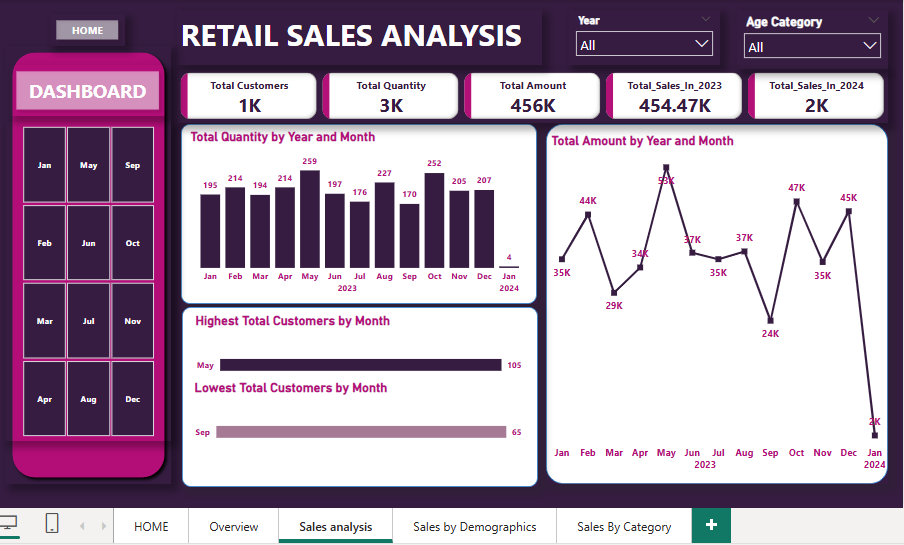 HOME
RETAIL SALES ANALYSIS
Year
All
Age Category
All
DASHBOARD
Jan May Sep
Feb Jun Oct
Mar Jul Nov
Apr Aug Dec
Total Customers
1K
Total Quantity
3K
Total Amount
456K
Total_Sales_In_2023
454.47K
Total_Sales_In_2024
2K
Total Quantity by Year and Month
195 214 194 214 259 197 176 227 170 252 205 207 4
Jan Feb Mar Apr May Jun Jul Aug Sep Oct Nov Dec Jan
2023 2024
Highest Total Customers by Month
May 105
Lowest Total Customers by Month
Sep 65
Total Amount by Year and Month
35K 44K 29K 34K 53K 37K 35K 37K 24K 47K 35K 45K 2K
Jan Feb Mar Apr May Jun Jul Aug Sep Oct Nov Dec Jan
2023 2024
HOME Overview Sales analysis Sales by Demographics Sales By Category +